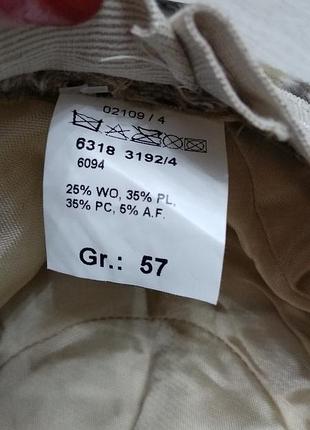 02109 / 4
6318 3192/4
6094
25% WO, 35% PL.
35% PC, 5% A.F.
Gr.: 57